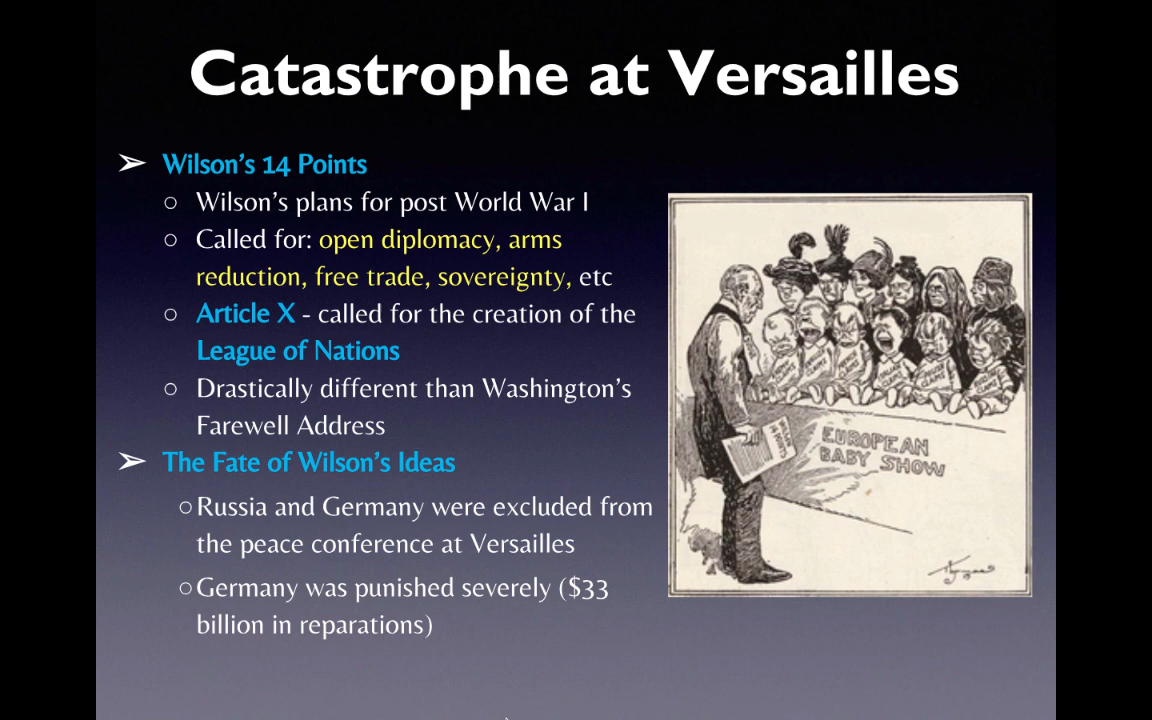 Catastrophe at Versailles
➢ Wilson's 14 Points
○ Wilson's plans for post World War I
○ Called for: open diplomacy, arms
reduction, free trade, sovereignty, etc
○ Article X - called for the creation of the
League of Nations
○ Drastically different than Washington's
Farewell Address
➢ The Fate of Wilson's Ideas
○ Russia and Germany were excluded from
the peace conference at Versailles
○ Germany was punished severely ($33
billion in reparations)
EUROPEAN
BABY SHOW